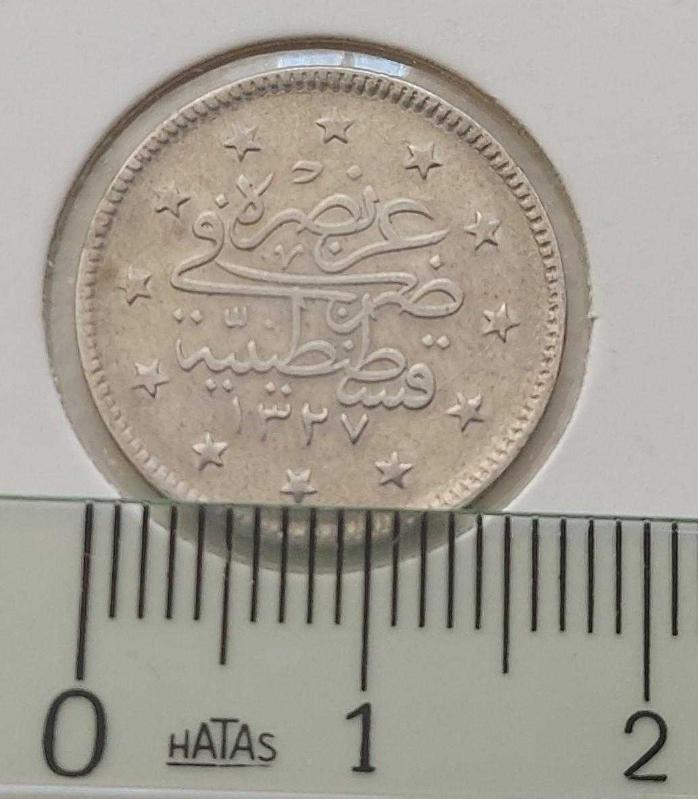 عز نصره
ضرب في
قسطنطينية
١٣٢٧
0 1 2
HATAS